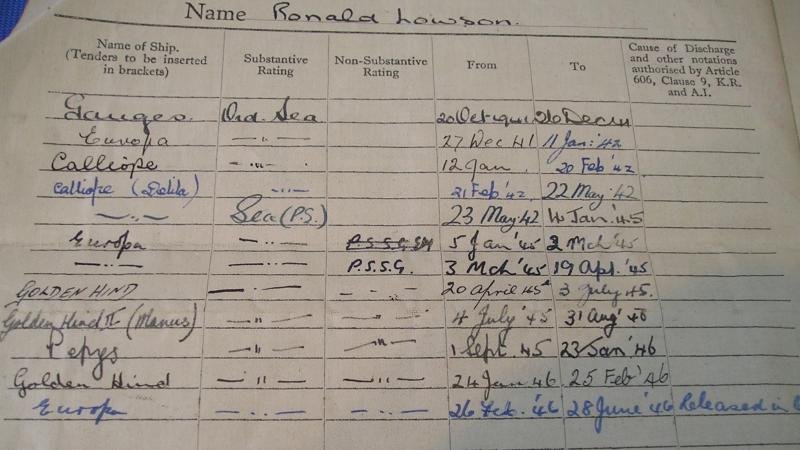 Name Ronald Lowson.
Name of Ship. (Tenders to be inserted in brackets) Substantive Rating Non-Substantive Rating From To Cause of Discharge and other notations authorised by Article 606, Clause 9, K.R. and A.I.
Ganges. Ord. Sea 20 Oct 1941 26 Dec 41
Europa —"— 27 Dec 41 11 Jan: 42
Calliope —"— 12 Jan. 20 Feb '42
Calliope (Delila) —"— 21 Feb '42. 22 May. 42
—"— Sea (P.S.) 23 May 42 4 Jan. '45
Europa —"— P.S.S.G. 5 Jan '45 2 Mch '45
—"— —"— P.S.S.G. 3 Mch '45 19 Apl. '45
GOLDEN HIND —"— —"— 20 April 45 3 July 45.
Golden Hind II (Manus) —"— —"— 4 July '45 31 Aug' 45
Pepys —"— —"— 1 Sept. 45 23 Jan '46
Golden Hind —"— —"— 24 Jan 46 25 Feb '46
Europa —"— —"— 26 Feb. '46 28 June '46 Released in